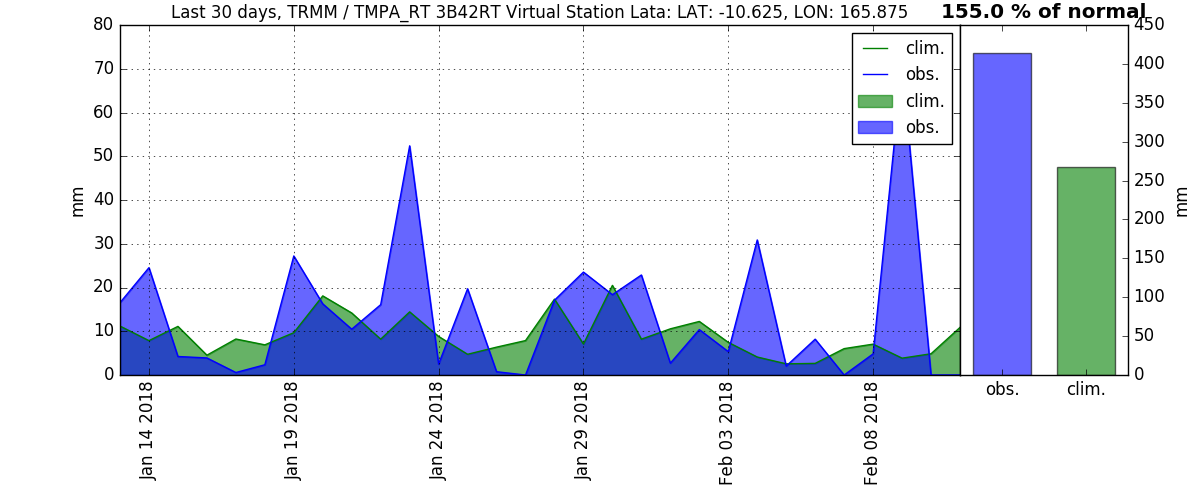 Last 30 days, TRMM / TMPA_RT 3B42RT Virtual Station Lata: LAT: -10.625, LON: 165.875
155.0 % of normal
80
70
60
50
40
30
20
10
0
mm
clim.
obs.
clim.
obs.
Jan 14 2018
Jan 19 2018
Jan 24 2018
Jan 29 2018
Feb 03 2018
Feb 08 2018
450
400
350
300
250
200
150
100
50
0
mm
obs.
clim.